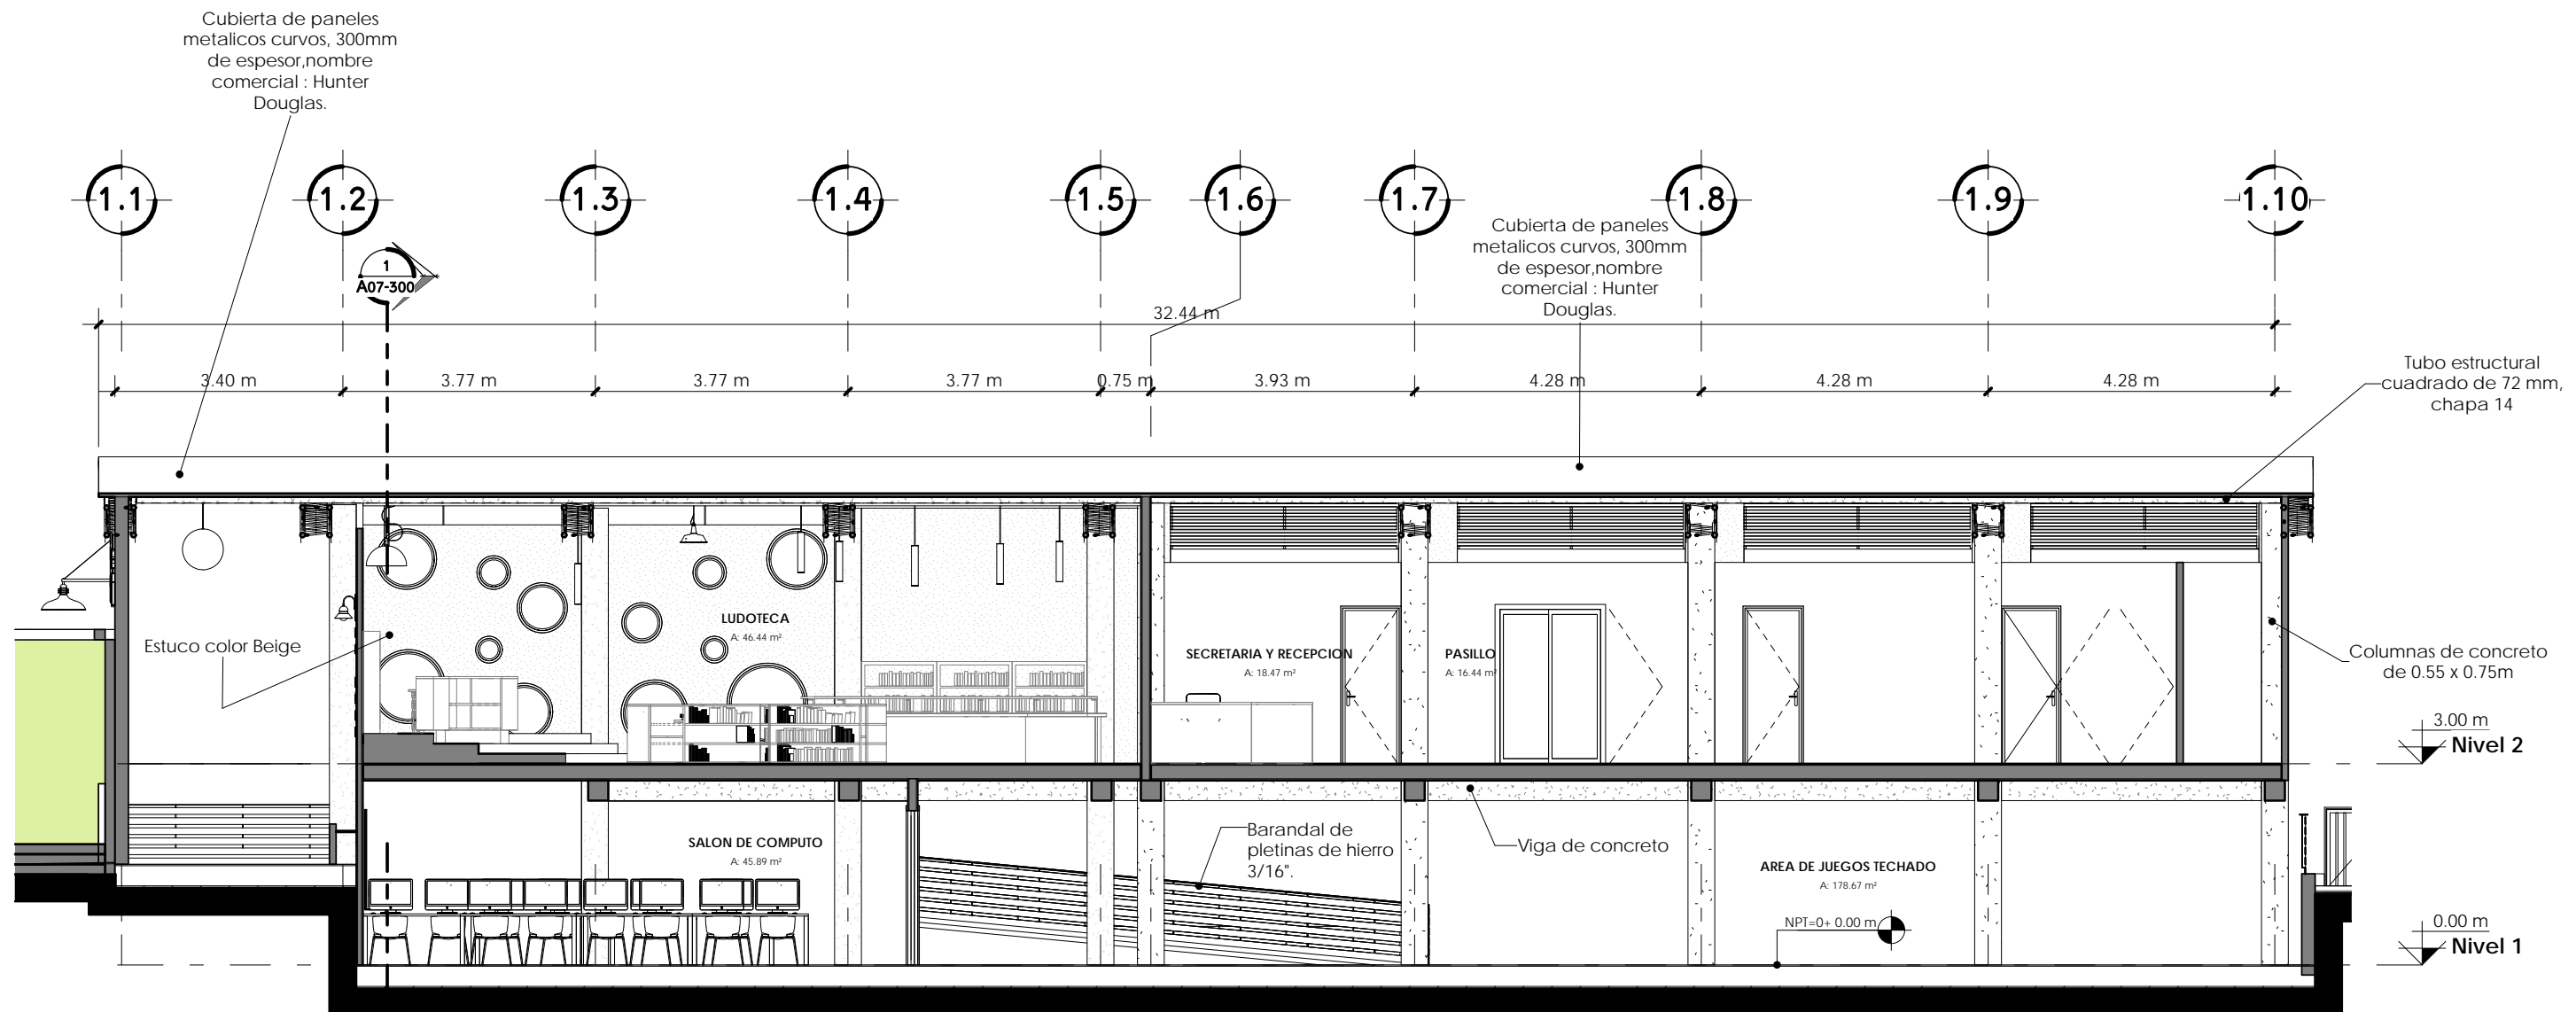 Cubierta de paneles
metalicos curvos, 300mm
de espesor,nombre
comercial : Hunter
Douglas.
1.1
1.2
1.3
1.4
1.5
1.6
1.7
1.8
1.9
1.10
Cubierta de paneles
metalicos curvos, 300mm
de espesor,nombre
comercial : Hunter
Douglas.
1
A07-300
32.44 m
3.40 m
3.77 m
3.77 m
3.77 m
0.75 m
3.93 m
4.28 m
4.28 m
4.28 m
Tubo estructural
cuadrado de 72 mm,
chapa 14
LUDOTECA
A: 46.44 m²
Estuco color Beige
SECRETARIA Y RECEPCION
A: 18.47 m²
PASILLO
A: 16.44 m²
Columnas de concreto
de 0.55 x 0.75m
3.00 m
Nivel 2
SALON DE COMPUTO
A: 45.89 m²
Barandal de
pletinas de hierro
3/16".
Viga de concreto
AREA DE JUEGOS TECHADO
A: 178.67 m²
NPT=0+ 0.00 m
0.00 m
Nivel 1